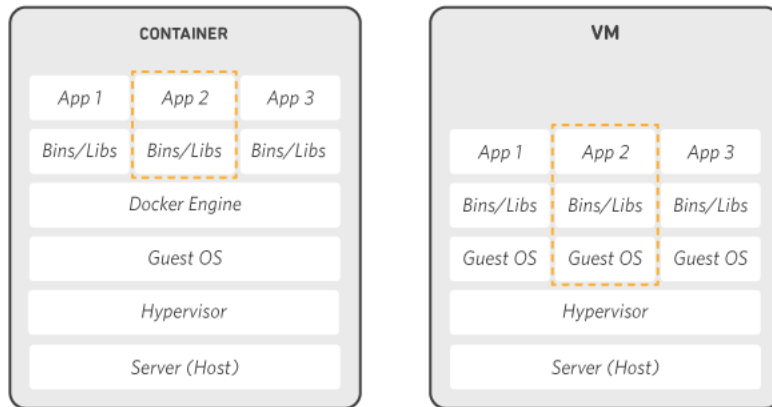 CONTAINER
App 1 App 2 App 3
Bins/Libs Bins/Libs Bins/Libs
Docker Engine
Guest OS
Hypervisor
Server (Host)
VM
App 1 App 2 App 3
Bins/Libs Bins/Libs Bins/Libs
Guest OS Guest OS Guest OS
Hypervisor
Server (Host)